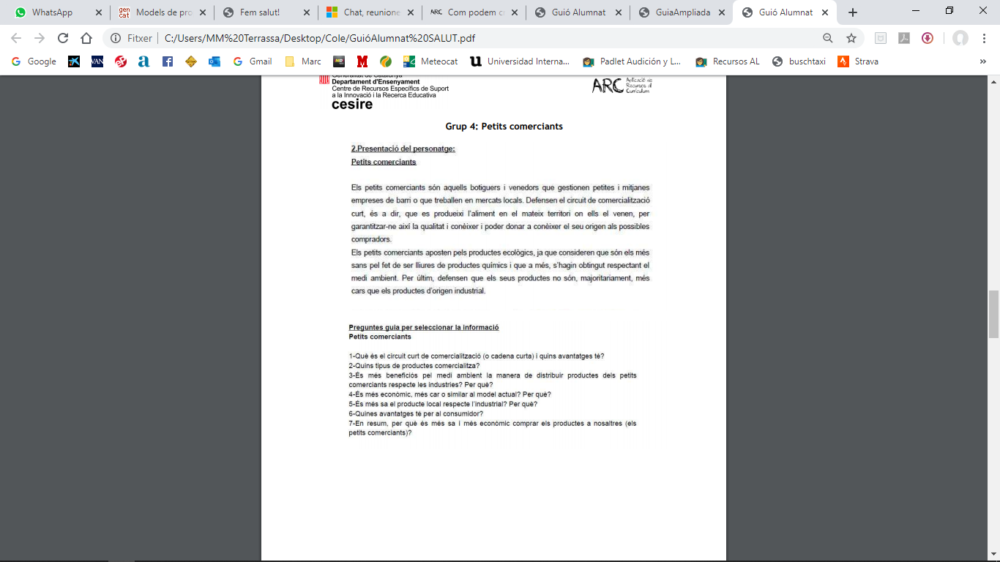 WhatsApp
gen cat Models de pro
Fem salut!
Chat, reunione
ARC Com podem c
Guió Alumnat
GuiaAmpliada
Guió Alumnat
Fitxer C:/Users/MM%20Terrassa/Desktop/Cole/GuióAlumnat%20SALUT.pdf
Google VAN a Gmail Marc MD M Meteocat Universidad Interna... Padlet Audición y L... Recursos AL buschtaxi Strava »
Generalitat de Catalunya
Departament d'Ensenyament
Centre de Recursos Específics de Suport
a la Innovació i la Recerca Educativa
cesire
ARC Aplicació de
Recursos al
Currículum
Grup 4: Petits comerciants
2.Presentació del personatge:
Petits comerciants
Els petits comerciants són aquells botiguers i venedors que gestionen petites i mitjanes
empreses de barri o que treballen en mercats locals. Defensen el circuit de comercialització
curt, és a dir, que es produeixi l'aliment en el mateix territori on ells el venen, per
garantitzar-ne així la qualitat i conèixer i poder donar a conèixer el seu origen als possibles
compradors.
Els petits comerciants aposten pels productes ecològics, ja que consideren que són els més
sans pel fet de ser lliures de productes químics i que a més, s'hagin obtingut respectant el
medi ambient. Per últim, defensen que els seus productes no són, majoritariament, més
cars que els productes d'origen industrial.
Preguntes guia per seleccionar la informació
Petits comerciants
1-Què és el circuit curt de comercialització (o cadena curta) i quins avantatges té?
2-Quins tipus de productes comercialitza?
3-És més beneficiós pel medi ambient la manera de distribuir productes dels petits
comerciants respecte les industries? Per què?
4-És més econòmic, més car o similar al model actual? Per què?
5-És més sa el producte local respecte l'industrial? Per què?
6-Quines avantatges té per al consumidor?
7-En resum, per què és més sa i més econòmic comprar els productes a nosaltres (els
petits comerciants)?